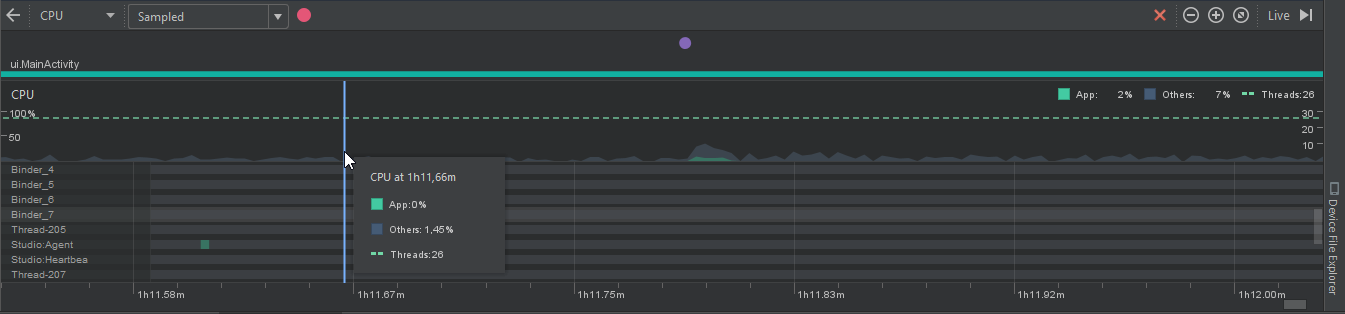 CPU Sampled Live
ui.MainActivity
CPU App: 2% Others: 7% Threads:26
100% 30
50 20
10
Binder_4
Binder_5
Binder_6
Binder_7
Thread-205
Studio:Agent
Studio:Heartbea
Thread-207
CPU at 1h11,66m
App:0%
Others: 1,45%
Threads:26
1h11.58m 1h11.67m 1h11.75m 1h11.83m 1h11.92m 1h12.00m
Device File Explorer